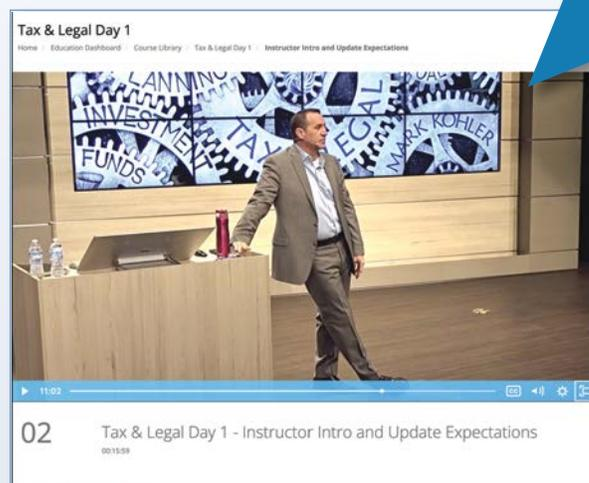 Tax & Legal Day 1
Home / Education Dashboard / Course Library / Tax & Legal Day 1 / Instructor Intro and Update Expectations
PLANNING
INVESTMENT
FUNDS
TAX
LEGAL
MARK KOHLER
11:02
CC
02
Tax & Legal Day 1 - Instructor Intro and Update Expectations
00:15:59